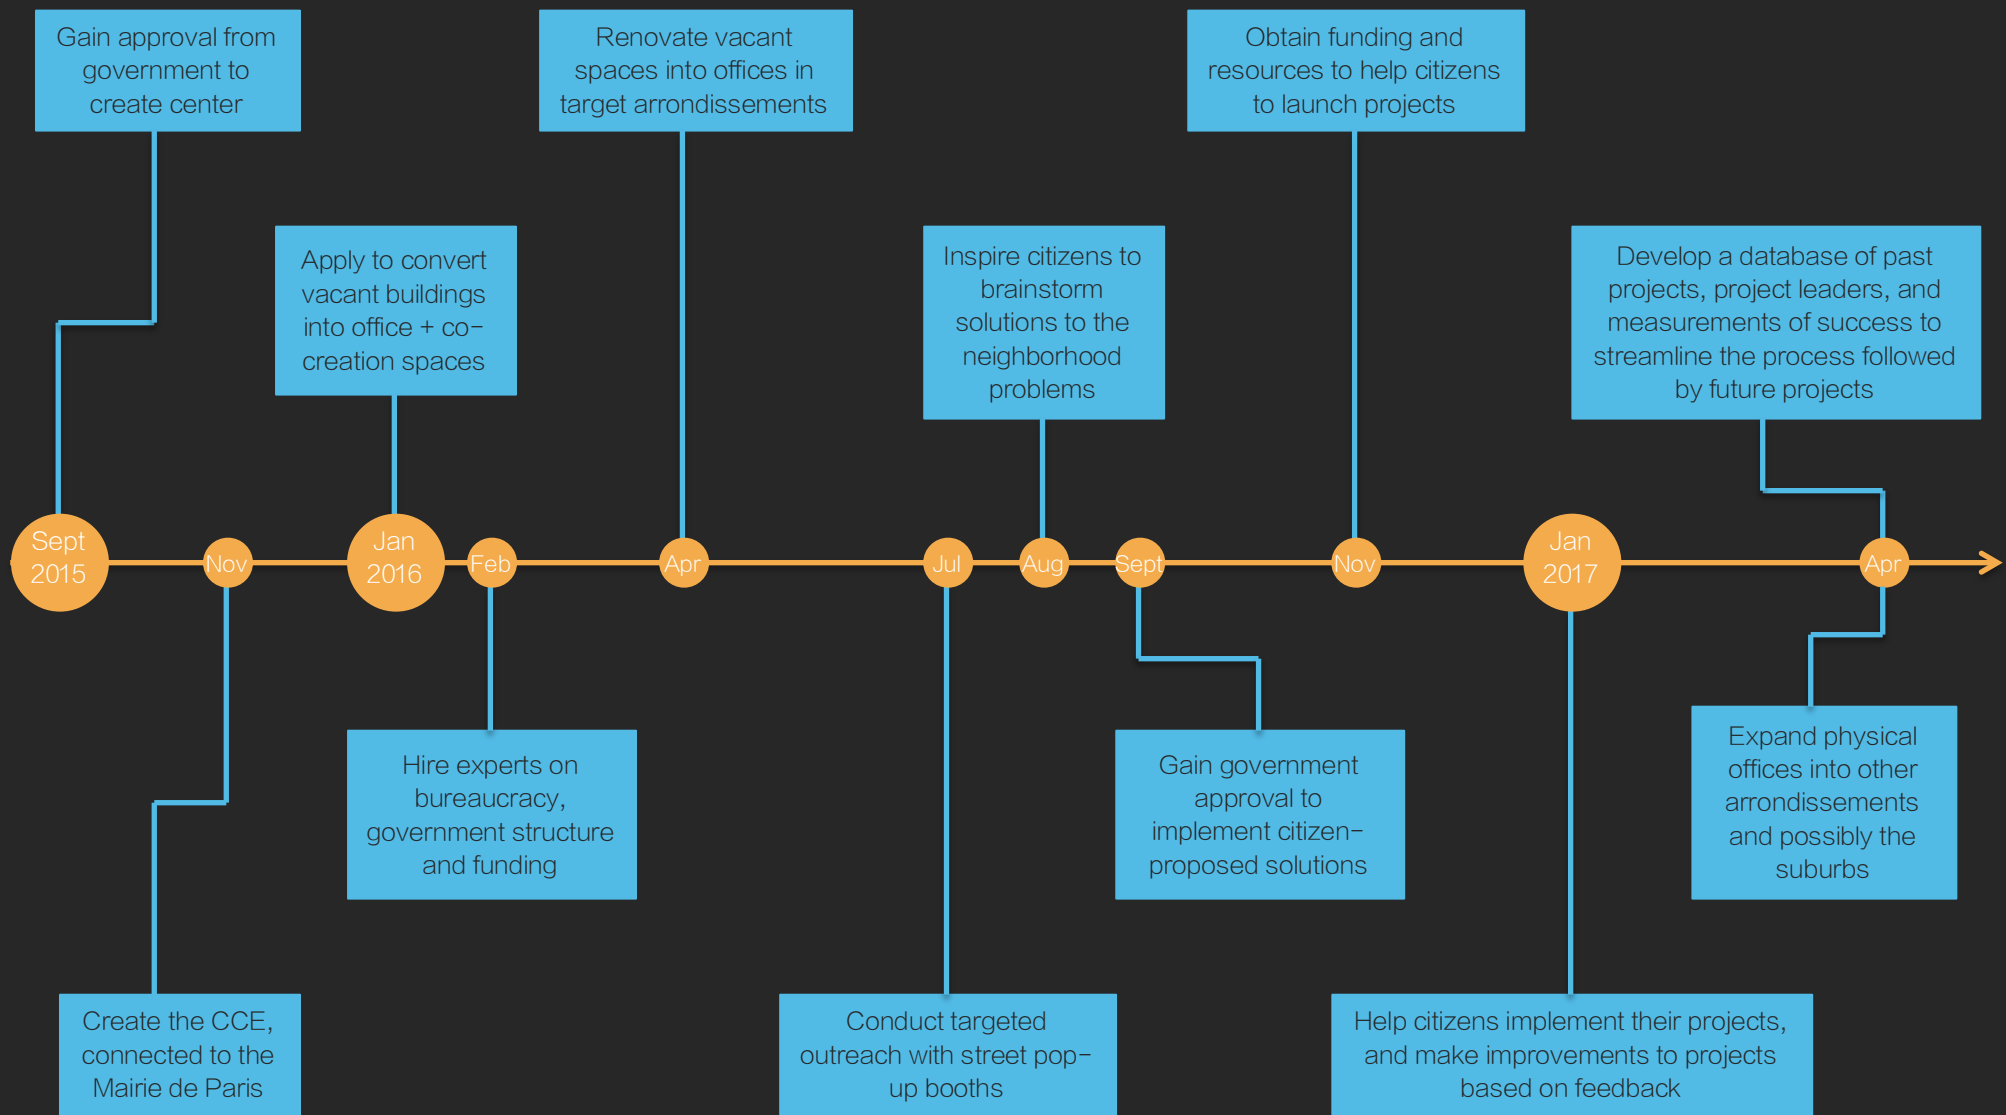 Gain approval from
government to
create center
Renovate vacant
spaces into offices in
target arrondissements
Obtain funding and
resources to help citizens
to launch projects
Apply to convert
vacant buildings
into office + co-
creation spaces
Inspire citizens to
brainstorm
solutions to the
neighborhood
problems
Develop a database of past
projects, project leaders, and
measurements of success to
streamline the process followed
by future projects
Sept
2015
Nov
Jan
2016
Feb
Apr
Jul
Aug
Sept
Nov
Jan
2017
Apr
Hire experts on
bureaucracy,
government structure
and funding
Gain government
approval to
implement citizen-
proposed solutions
Expand physical
offices into other
arrondissements
and possibly the
suburbs
Create the CCE,
connected to the
Mairie de Paris
Conduct targeted
outreach with street pop-
up booths
Help citizens implement their projects,
and make improvements to projects
based on feedback